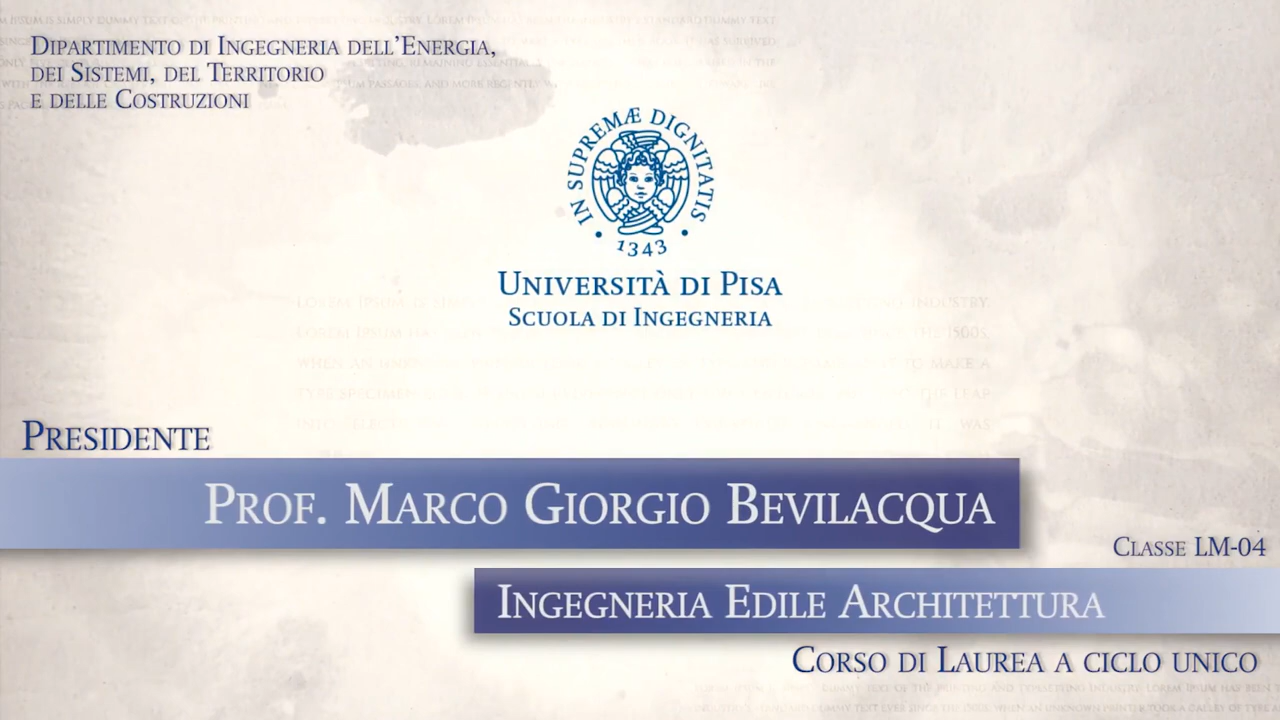 Dipartimento di Ingegneria dell'Energia,
dei Sistemi, del Territorio
e delle Costruzioni
IN SUPREMÆ DIGNITATIS
· 1343 ·
Università di Pisa
Scuola di Ingegneria
Presidente
Prof. Marco Giorgio Bevilacqua
Classe LM-04
Ingegneria Edile Architettura
Corso di Laurea a ciclo unico